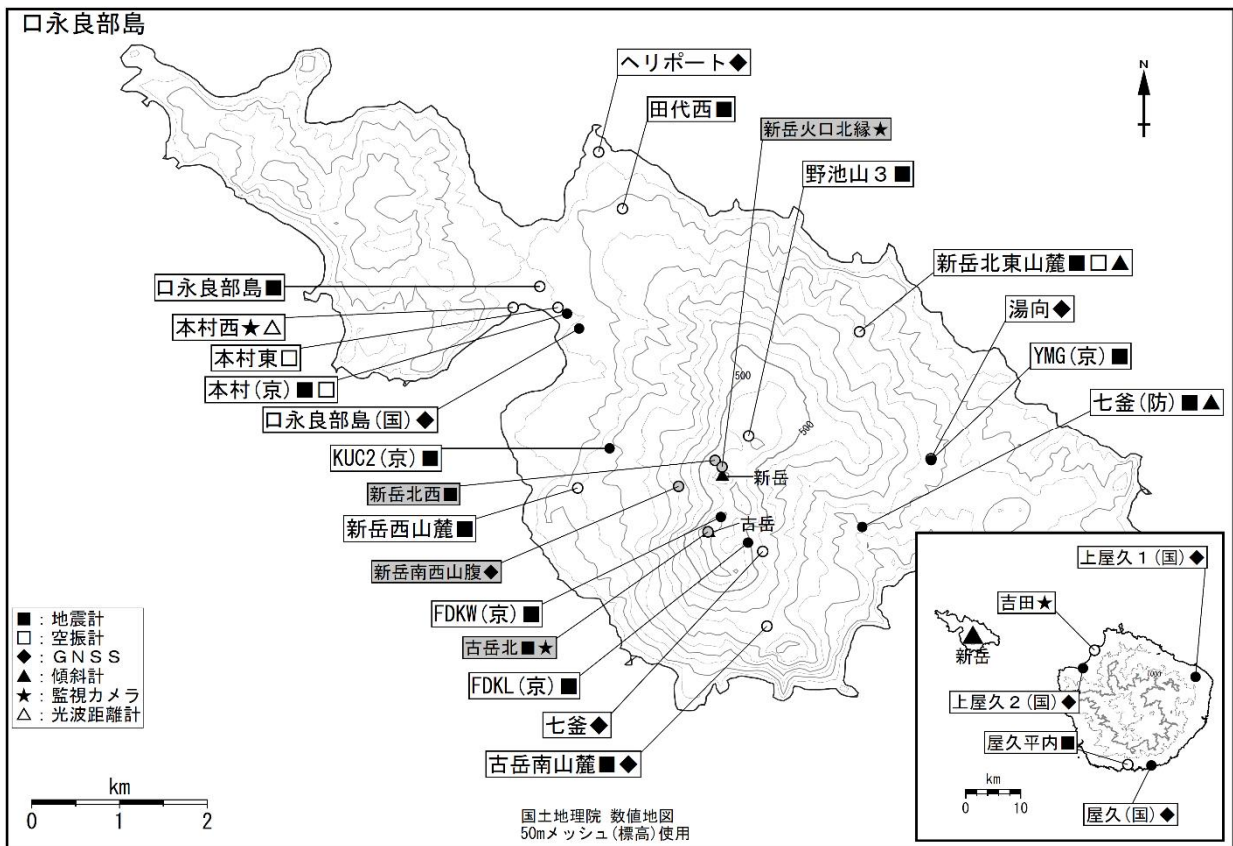 口永良部島
ヘリポート◆
田代西■
新岳火口北縁★
野池山3■
N
新岳北東山麓■□▲
湯向◆
YMG(京)■
七釜(防)■▲
口永良部島■
本村西★△
本村東□
本村(京)■□
口永良部島(国)◆
KUC2(京)■
新岳北西■
新岳西山麓■
新岳南西山腹◆
FDKW(京)■
古岳北■★
FDKL(京)■
七釜◆
古岳南山麓■◆
500
500
新岳
古岳
■:地震計
□:空振計
◆:GNSS
▲:傾斜計
★:監視カメラ
△:光波距離計
km
0 1 2
国土地理院 数値地図
50mメッシュ(標高)使用
上屋久1(国)◆
吉田★
新岳
1000
上屋久2(国)◆
屋久平内■
km
0 10
屋久(国)◆